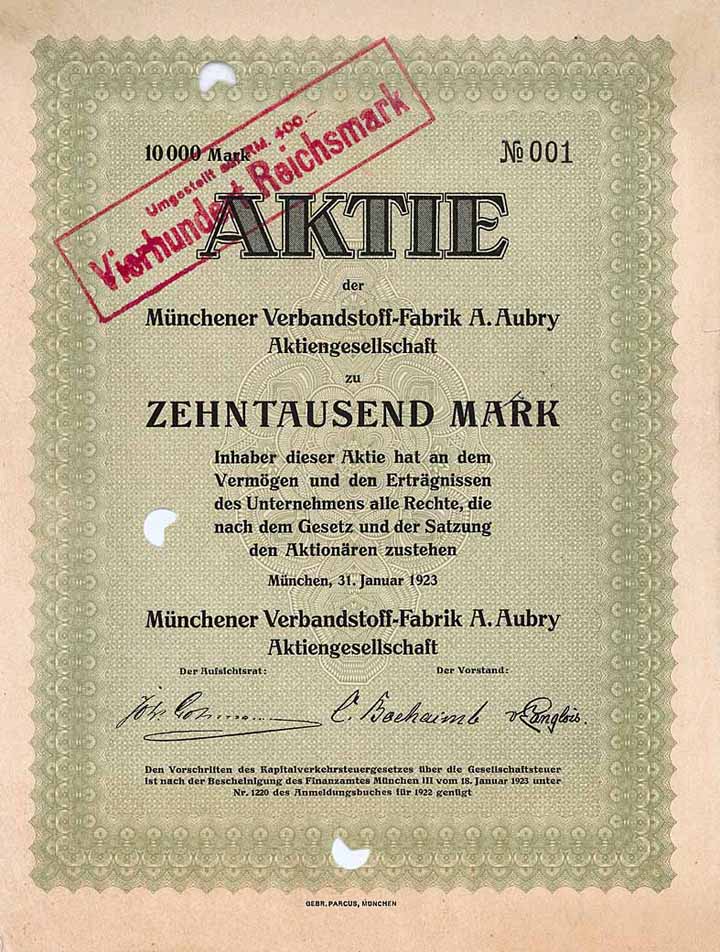 10 000 Mark
№ 001
Umgestellt auf RM. 400.—
Vierhundert Reichsmark
AKTIE
der
Münchener Verbandstoff-Fabrik A. Aubry
Aktiengesellschaft
zu
ZEHNTAUSEND MARK
Inhaber dieser Aktie hat an dem
Vermögen und den Erträgnissen
des Unternehmens alle Rechte, die
nach dem Gesetz und der Satzung
den Aktionären zustehen
München, 31. Januar 1923
Münchener Verbandstoff-Fabrik A. Aubry
Aktiengesellschaft
Der Aufsichtsrat:
Der Vorstand:
Den Vorschriften des Kapitalverkehrsteuergesetzes über die Gesellschaftsteuer
ist nach der Bescheinigung des Finanzamtes München III vom 18. Januar 1923 unter
Nr. 1220 des Anmeldungsbuches für 1922 genügt
GEBR. PARCUS, MÜNCHEN